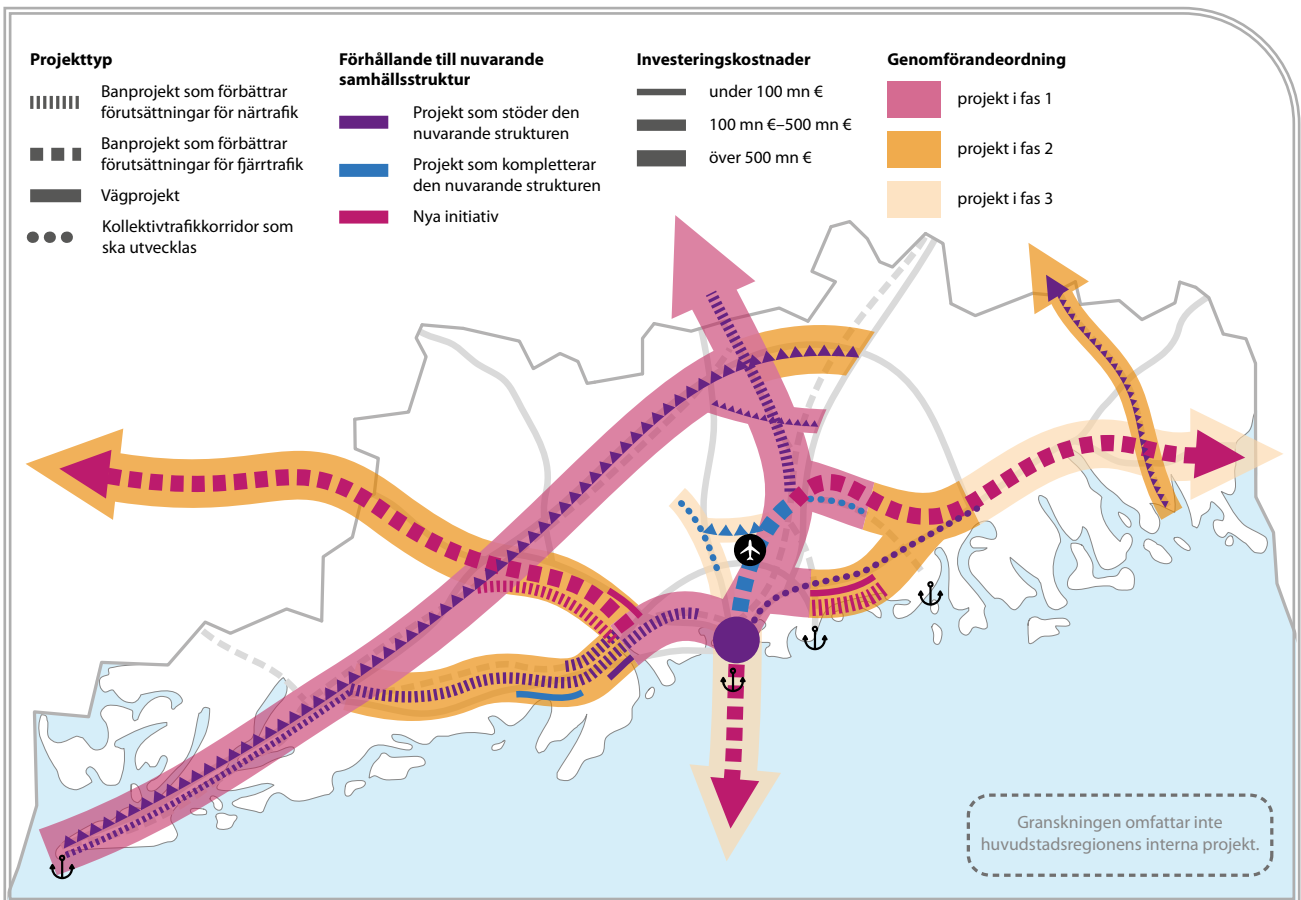 Projekttyp
Banprojekt som förbättrar
förutsättningar för närtrafik
Banprojekt som förbättrar
förutsättningar för fjärrtrafik
Vägprojekt
Kollektivtrafikkorridor som
ska utvecklas
Förhållande till nuvarande
samhällsstruktur
Projekt som stöder den
nuvarande strukturen
Projekt som kompletterar
den nuvarande strukturen
Nya initiativ
Investeringskostnader
under 100 mn €
100 mn €–500 mn €
över 500 mn €
Genomförandeordning
projekt i fas 1
projekt i fas 2
projekt i fas 3
Granskningen omfattar inte
huvudstadsregionens interna projekt.